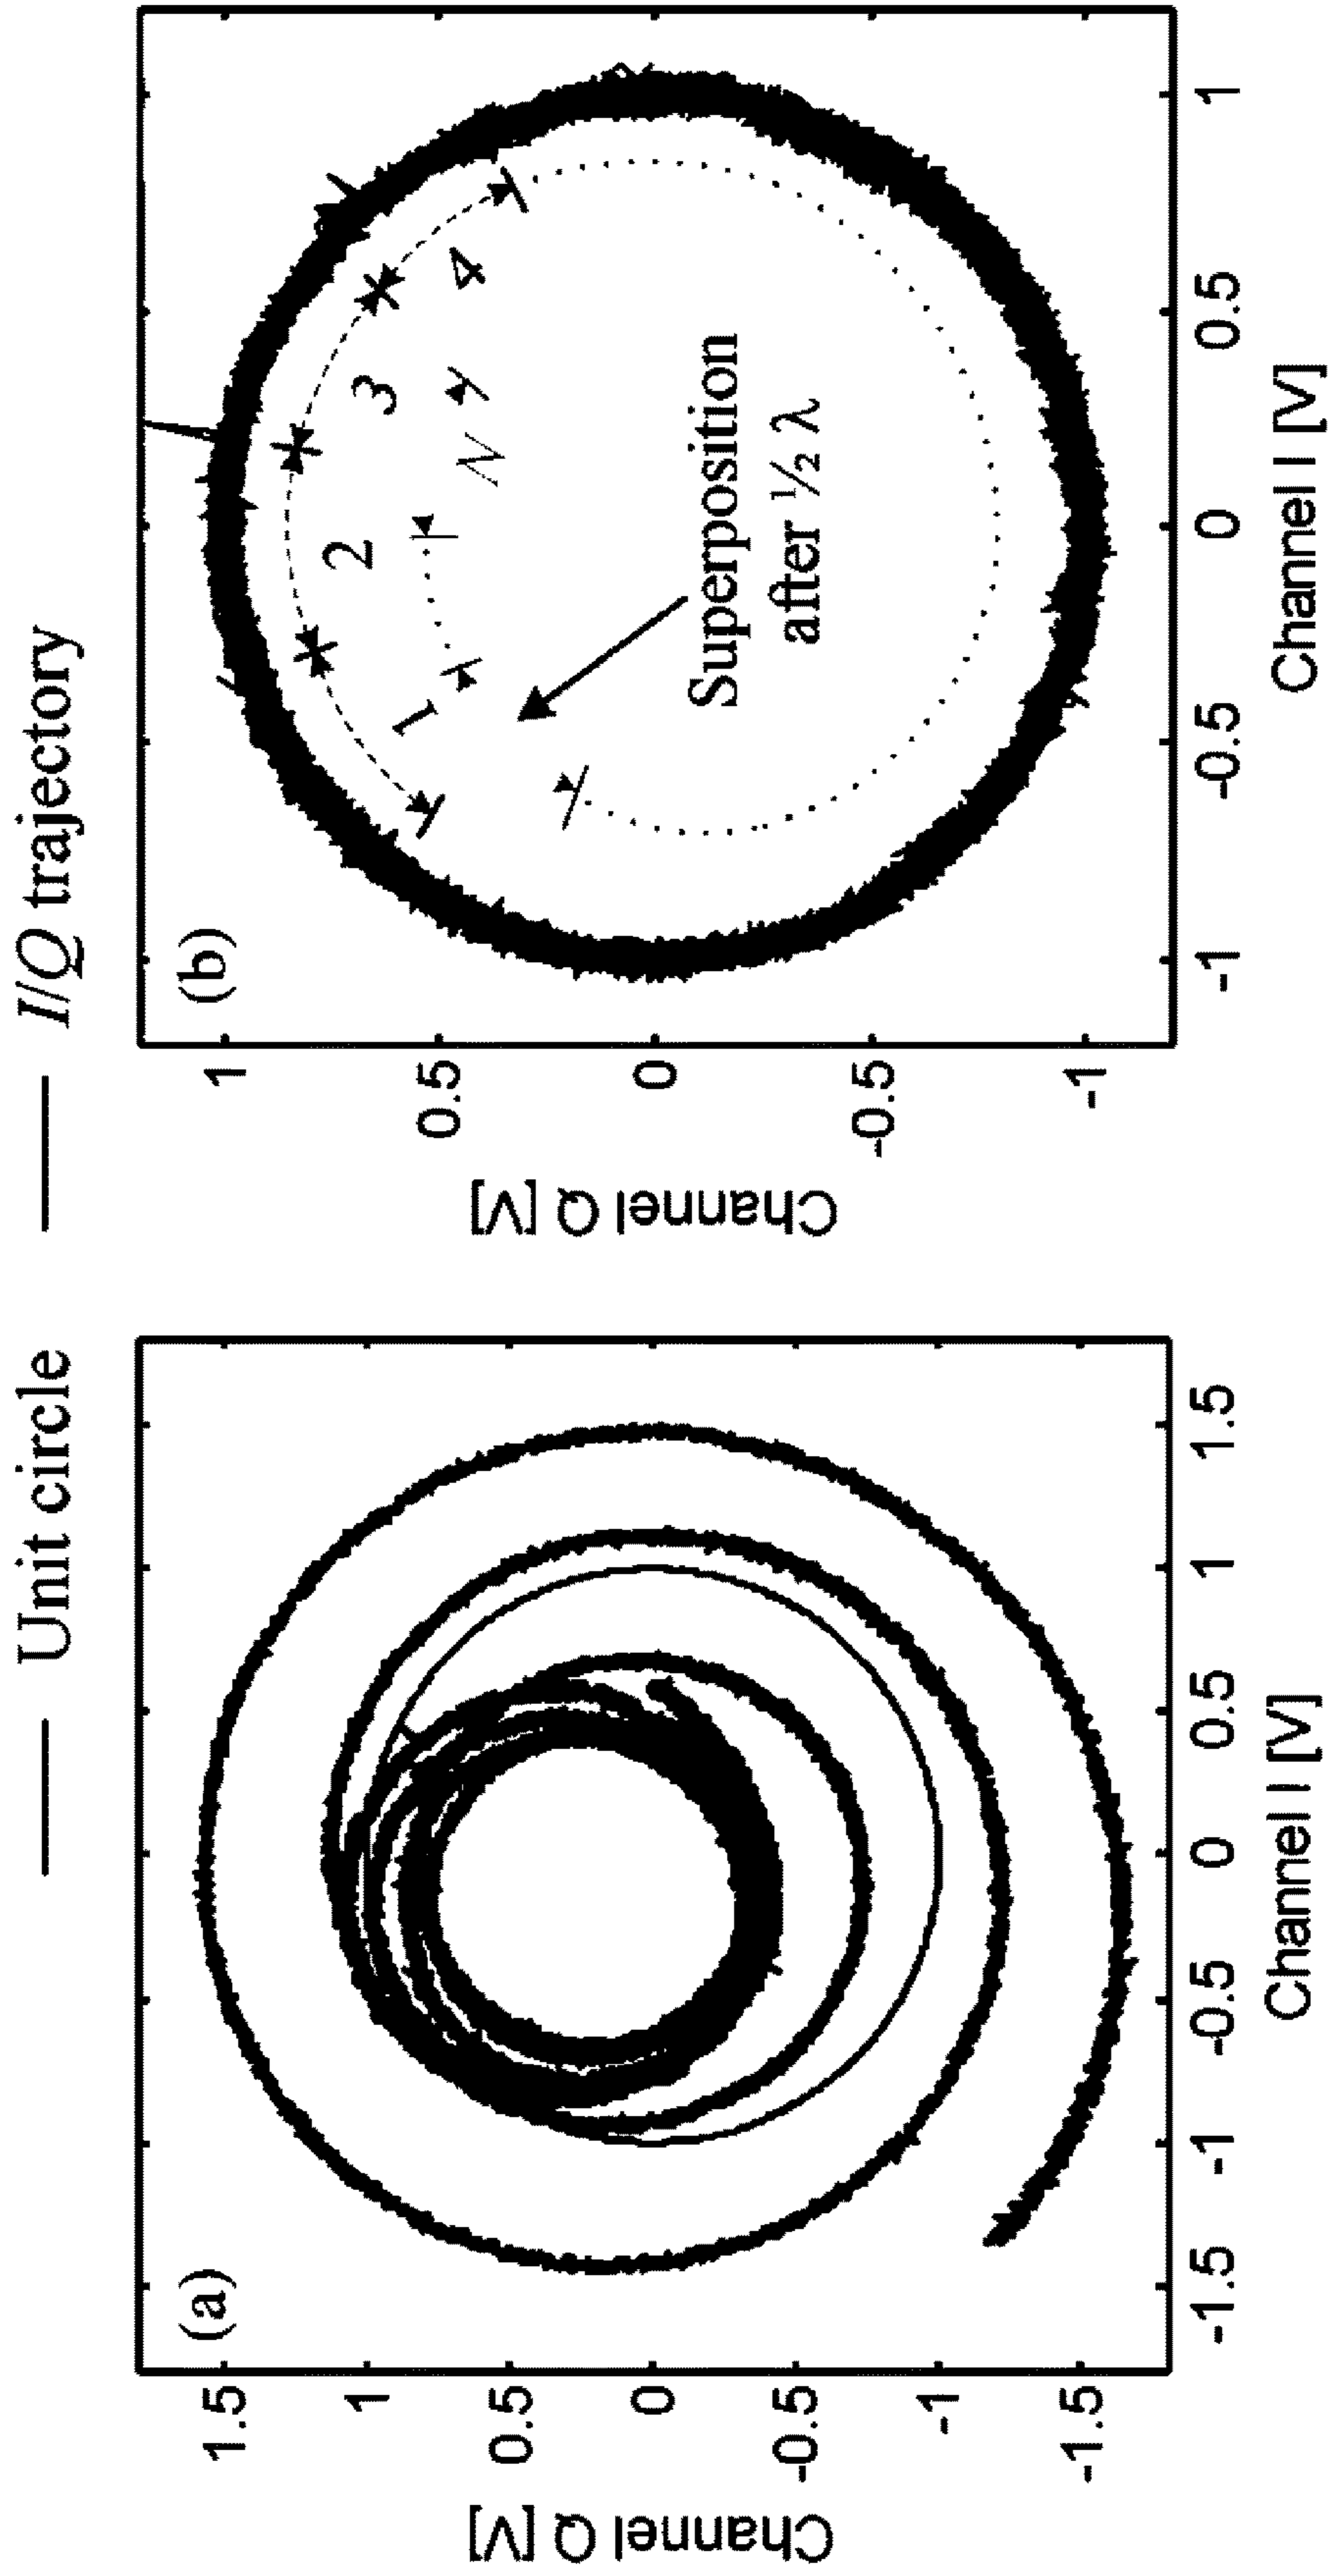 Unit circle
I/Q trajectory
(a)
1.5
1
0.5
0
-0.5
-1
-1.5
Channel Q [V]
-1.5
-1
-0.5
0
0.5
1
1.5
Channel I [V]
(b)
1
0.5
0
-0.5
-1
Channel Q [V]
1
2
3
4
N
Superposition
after ½ λ
-1
-0.5
0
0.5
1
Channel I [V]